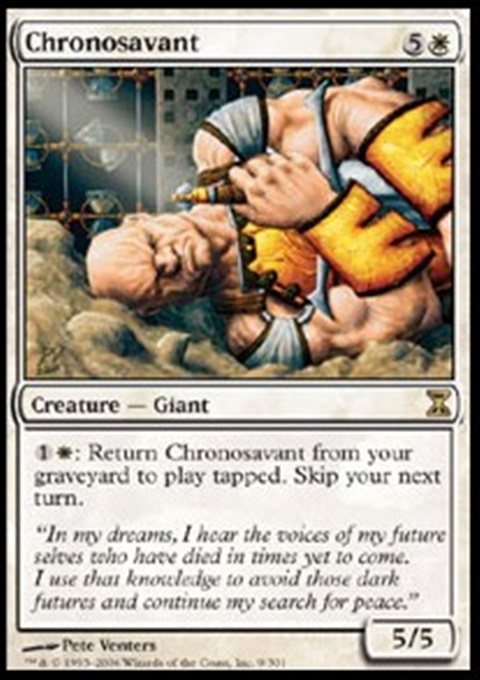 Chronosavant 5
Creature — Giant
1: Return Chronosavant from your
graveyard to play tapped. Skip your next
turn.
"In my dreams, I hear the voices of my future
selves who have died in times yet to come.
I use that knowledge to avoid those dark
futures and continue my search for peace."
Pete Venters
™ & © 1993-2006 Wizards of the Coast, Inc. 9/301
5/5